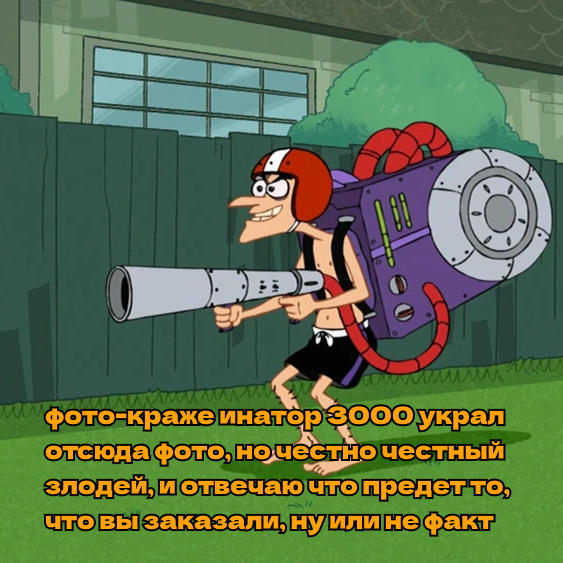 фото-краже инатор 3000 украл
отсюда фото, но честно честный
злодей, и отвечаю что предет то,
что вы заказали, ну или не факт